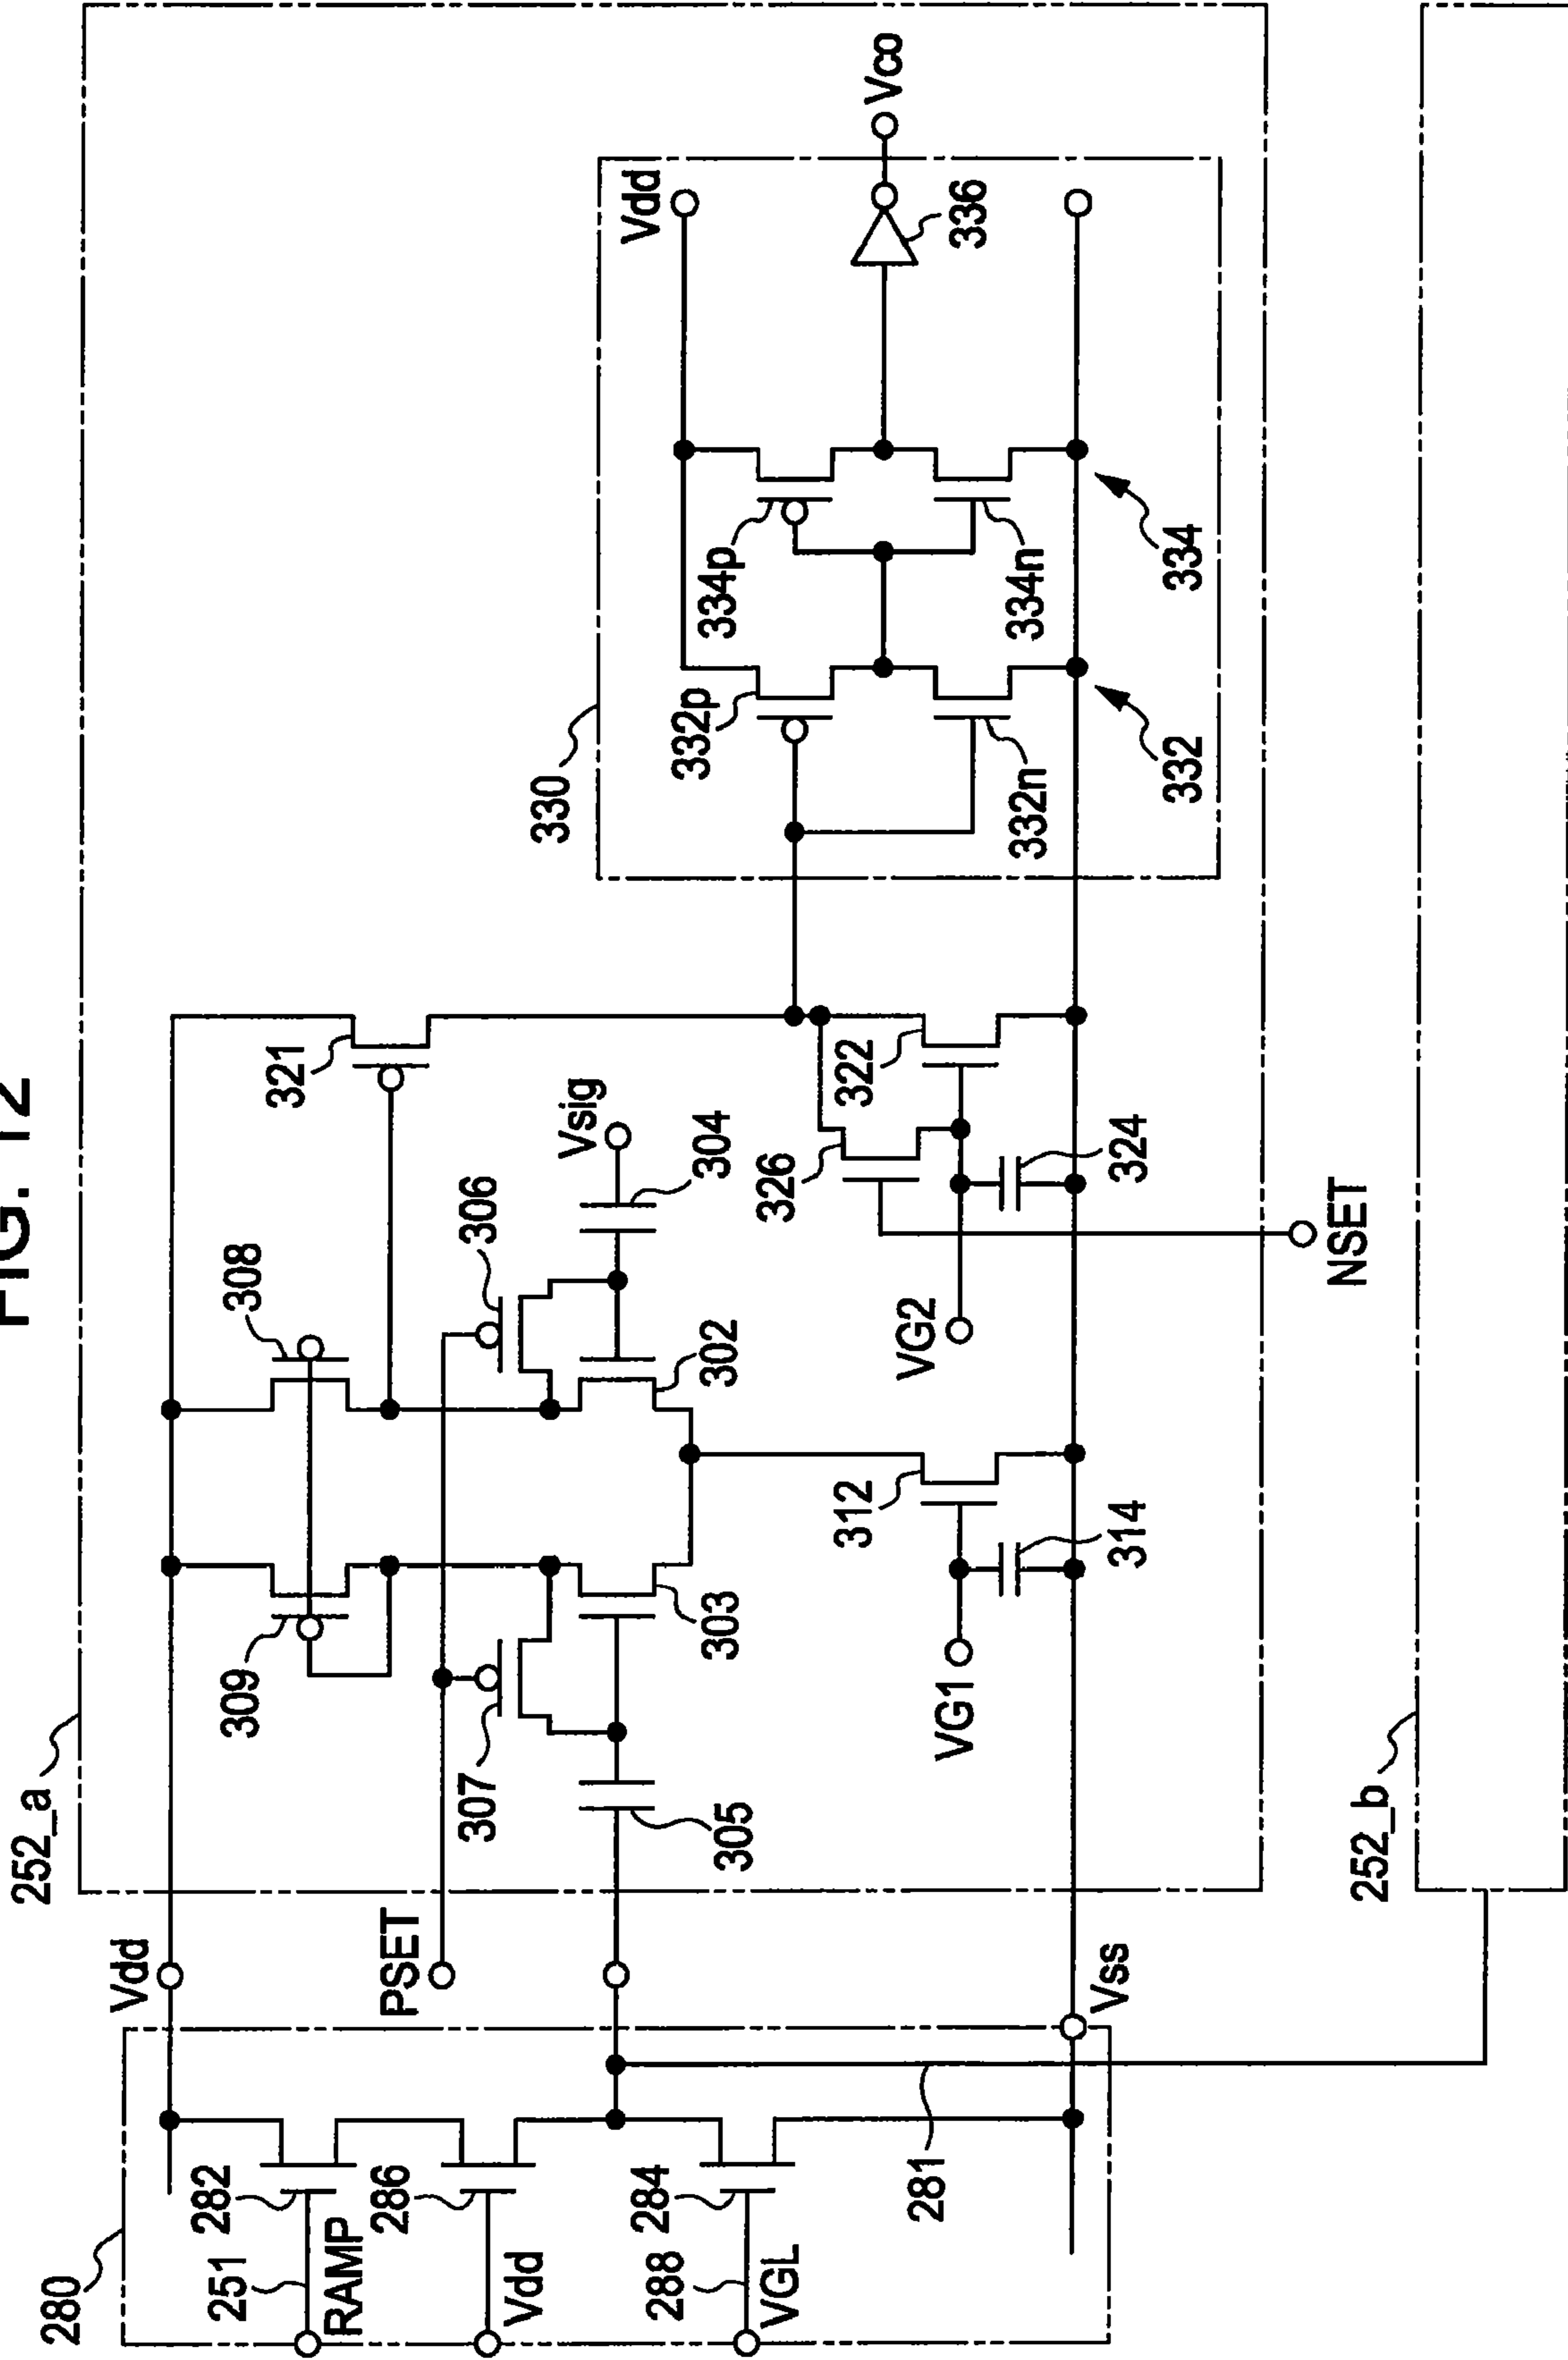 FIG. 12
252_a
280
251
RAMP
282
Vdd
286
Vdd
288
VGL
284
281
PSET
Vss
309
308
307
306
305
303
302
Vsig
304
VG1
314
312
VG2
326
322
324
321
NSET
330
332p
332n
332
334p
334n
334
Vdd
336
Vco
252_b